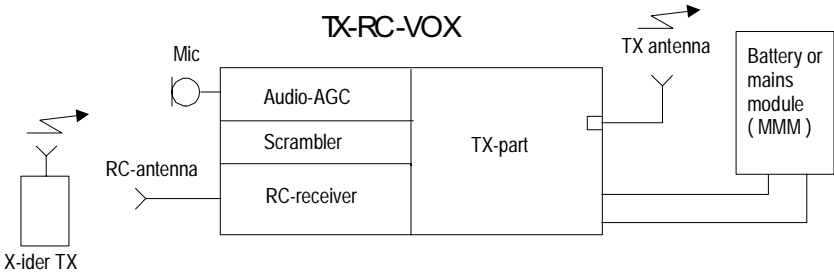 TX-RC-VOX
TX antenna
Mic
Battery or
mains
module
( MMM )
Audio-AGC
Scrambler
TX-part
RC-antenna
RC-receiver
X-ider TX